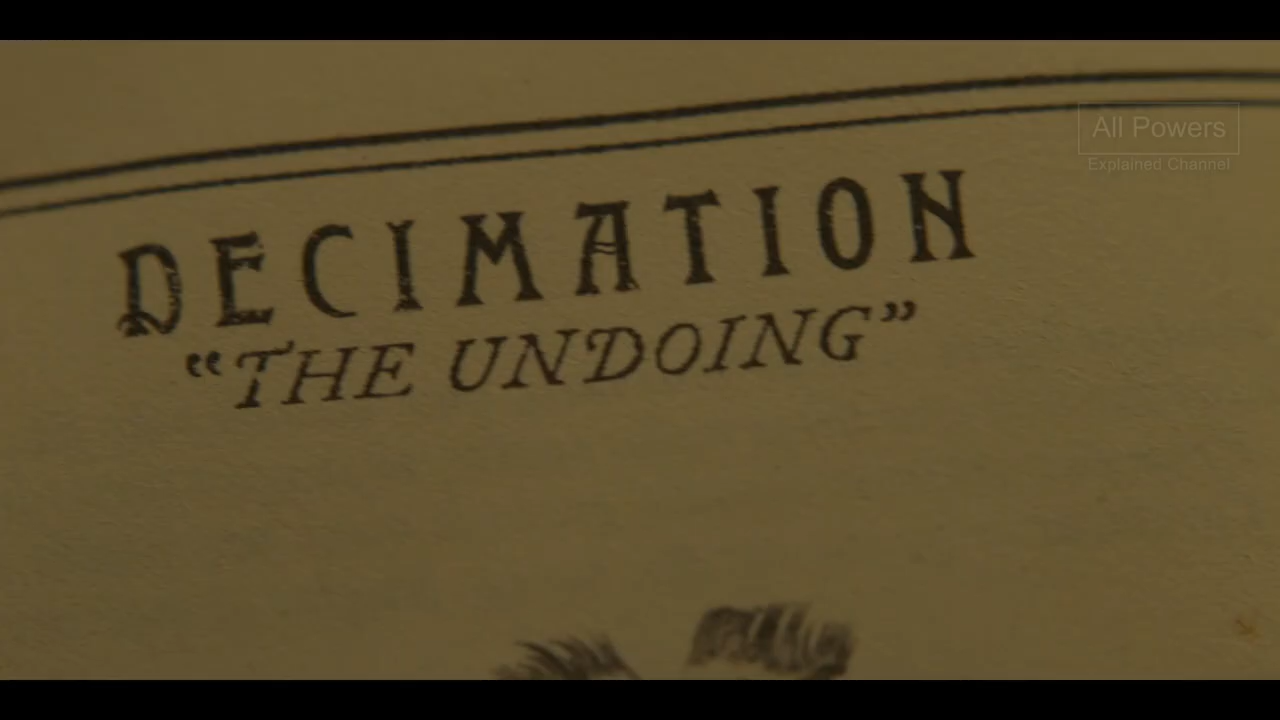 All Powers
Explained Channel
DECIMATION
“THE UNDOING”